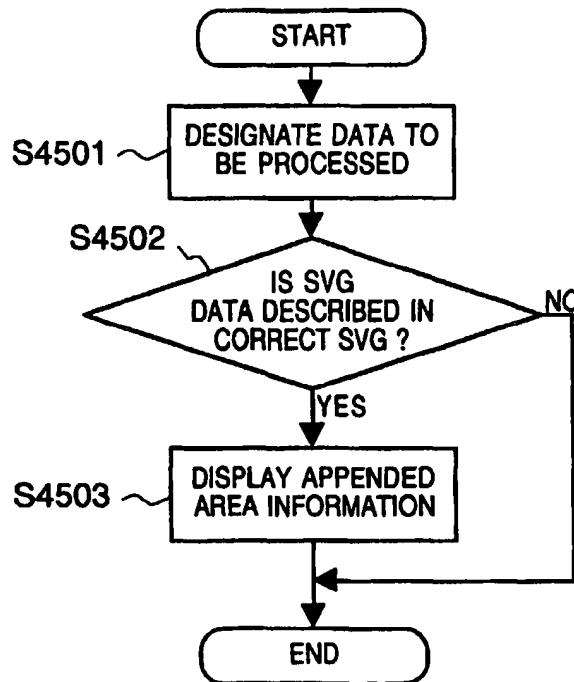 START
S4501
DESIGNATE DATA TO
BE PROCESSED
S4502
IS SVG
DATA DESCRIBED IN
CORRECT SVG ?
NO
YES
S4503
DISPLAY APPENDED
AREA INFORMATION
END